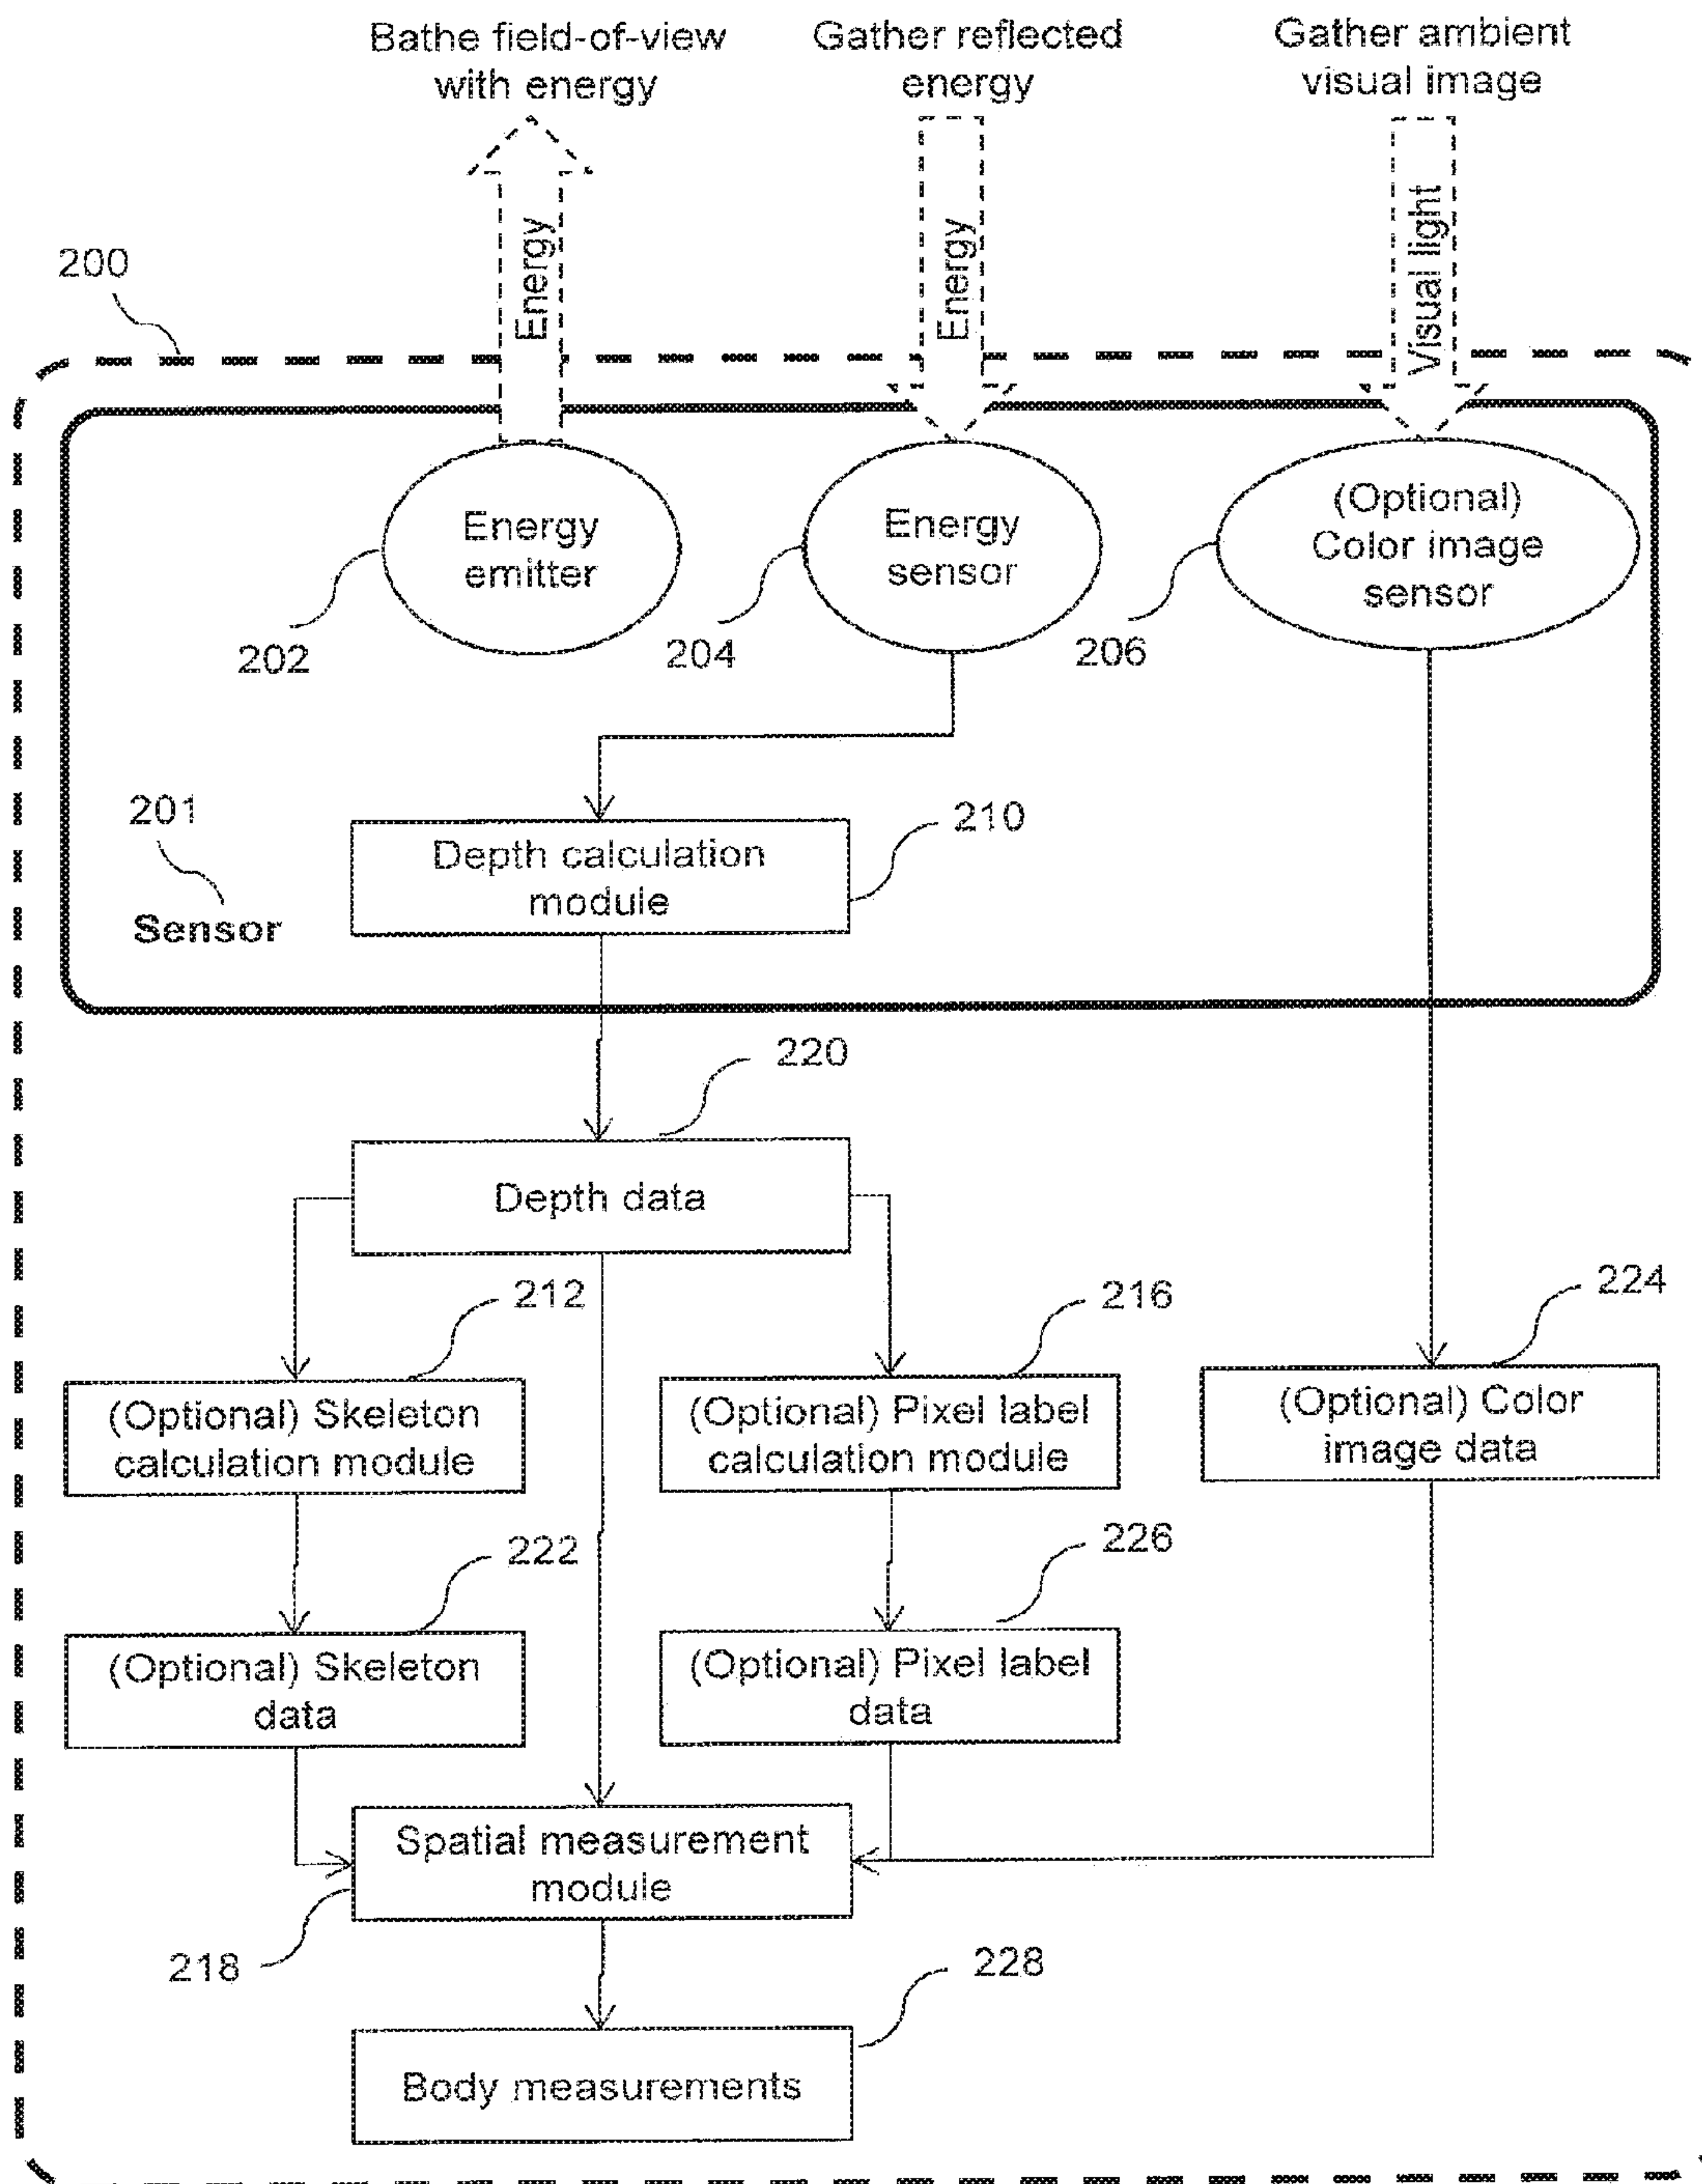 Bathe field-of-view
with energy
Gather reflected
energy
Gather ambient
visual image
Energy
Energy
Visual light
200
Energy
emitter
Energy
sensor
(Optional)
Color image
sensor
202
204
206
201
Sensor
Depth calculation
module
210
220
Depth data
212
216
224
(Optional) Skeleton
calculation module
(Optional) Pixel label
calculation module
(Optional) Color
image data
222
226
(Optional) Skeleton
data
(Optional) Pixel label
data
Spatial measurement
module
218
228
Body measurements